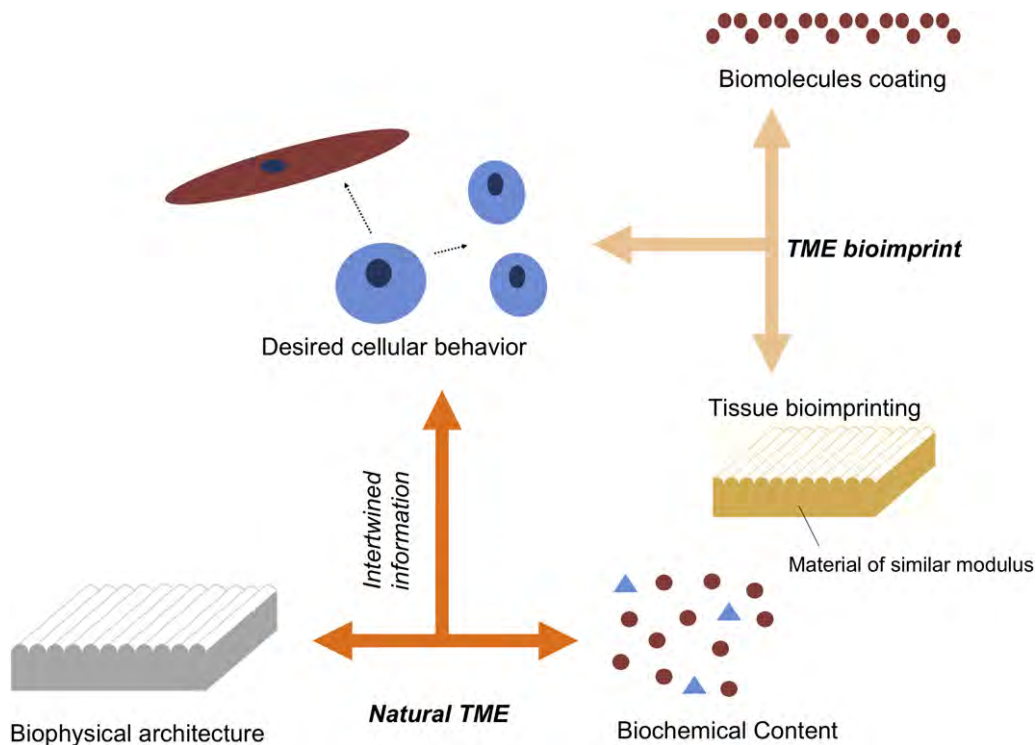 Biomolecules coating
TME bioimprint
Desired cellular behavior
Tissue bioimprinting
Intertwined
information
Material of similar modulus
Natural TME
Biophysical architecture
Biochemical Content